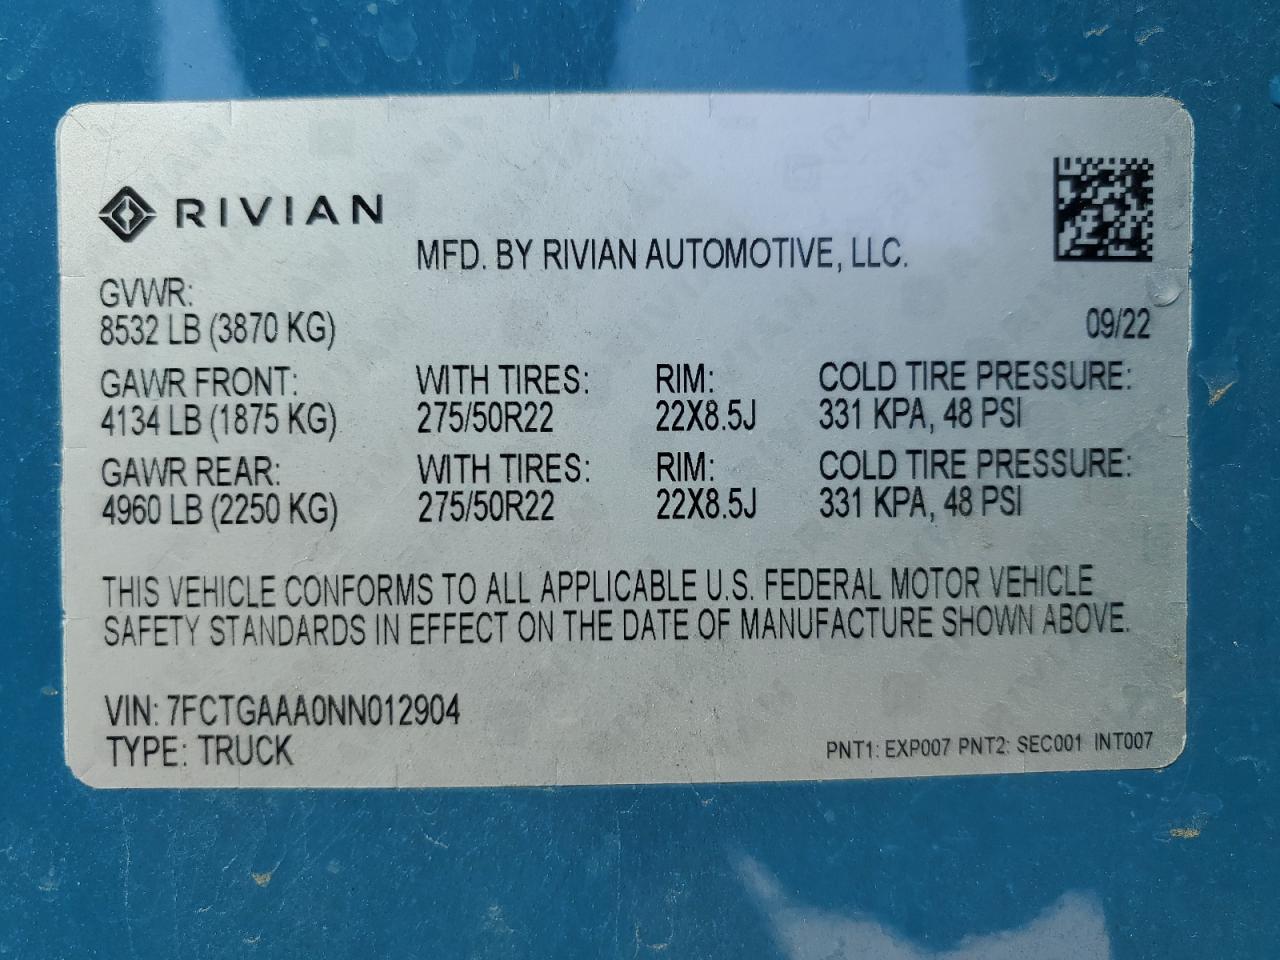 RIVIAN
MFD. BY RIVIAN AUTOMOTIVE, LLC.
GVWR:
8532 LB (3870 KG)
09/22
GAWR FRONT: WITH TIRES: RIM: COLD TIRE PRESSURE:
4134 LB (1875 KG) 275/50R22 22X8.5J 331 KPA, 48 PSI
GAWR REAR: WITH TIRES: RIM: COLD TIRE PRESSURE:
4960 LB (2250 KG) 275/50R22 22X8.5J 331 KPA, 48 PSI
THIS VEHICLE CONFORMS TO ALL APPLICABLE U.S. FEDERAL MOTOR VEHICLE
SAFETY STANDARDS IN EFFECT ON THE DATE OF MANUFACTURE SHOWN ABOVE.
VIN: 7FCTGAAA0NN012904
TYPE: TRUCK
PNT1: EXP007 PNT2: SEC001 INT007